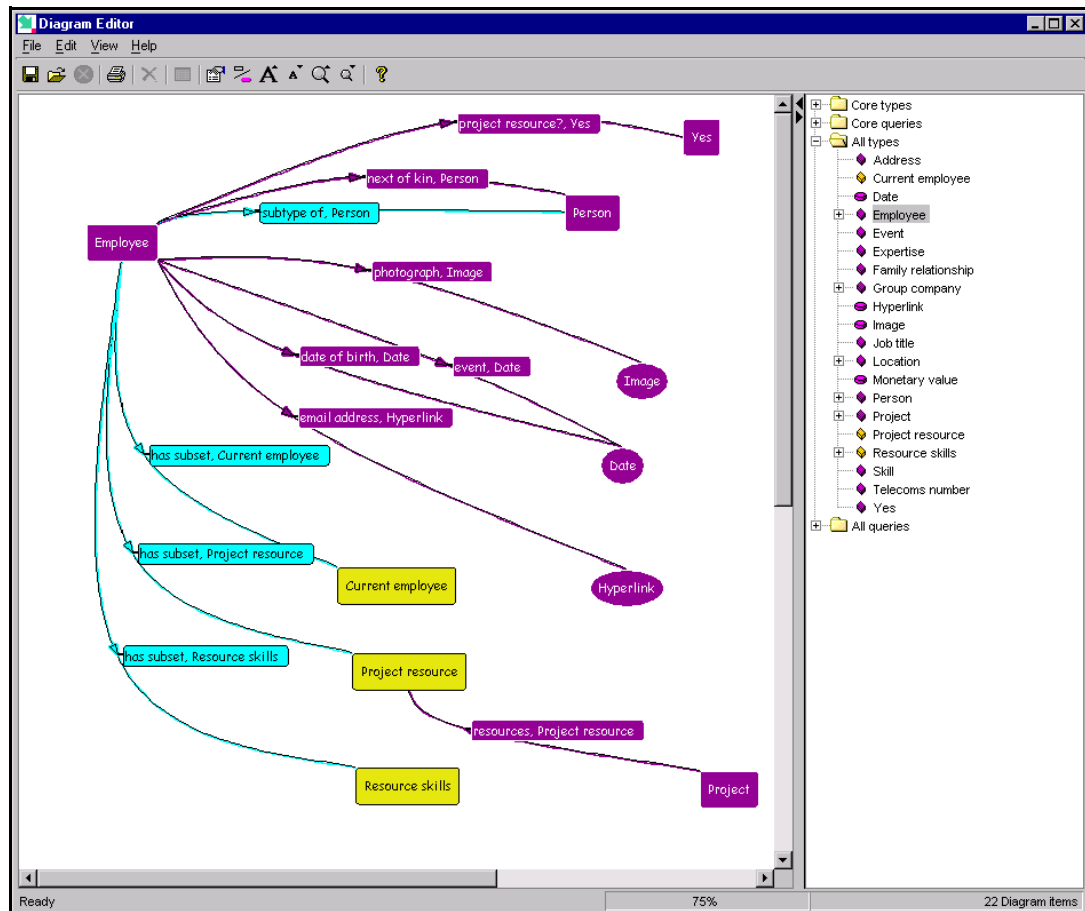 Diagram Editor
File Edit View Help
project resource?, Yes
Yes
next of kin, Person
subtype of, Person
Person
Employee
photograph, Image
date of birth, Date
event, Date
Image
email address, Hyperlink
has subset, Current employee
Date
has subset, Project resource
Current employee
Hyperlink
has subset, Resource skills
Project resource
resources, Project resource
Resource skills
Project
Core types
Core queries
All types
Address
Current employee
Date
Employee
Event
Expertise
Family relationship
Group company
Hyperlink
Image
Job title
Location
Monetary value
Person
Project
Project resource
Resource skills
Skill
Telecoms number
Yes
All queries
Ready
75%
22 Diagram items